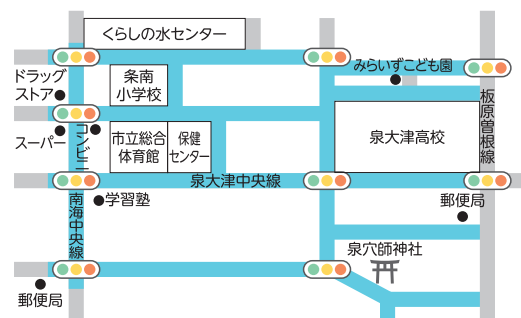 くらしの水センター
ドラッグ
ストア
条南
小学校
みらいずこども園
板原曽根線
スーパー
コンビニ
市立総合
体育館
保健
センター
泉大津高校
泉大津中央線
南海中央線
学習塾
郵便局
泉穴師神社
郵便局